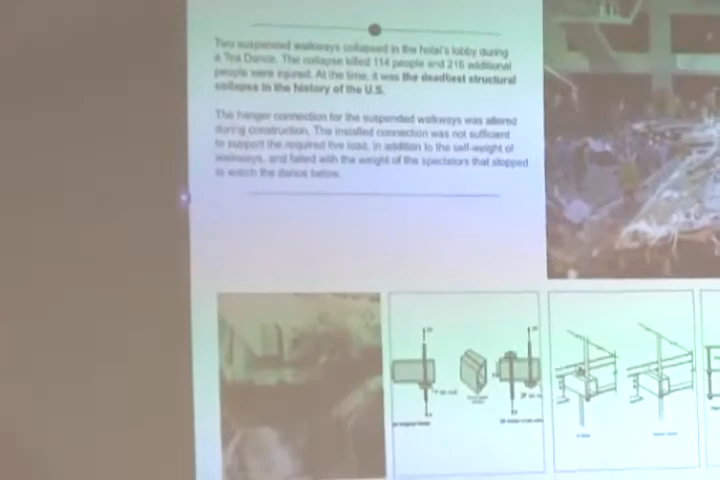 Two suspended walkways collapsed in the hotel's lobby during
a Tea Dance. The collapse killed 114 people and 216 additional
people were injured. At the time, it was the deadliest structural
collapse in the history of the U.S.
The hanger connection for the suspended walkways was altered
during construction. The installed connection was not sufficient
to support the required live load, in addition to the self-weight of
walkways, and failed with the weight of the spectators that stopped
to watch the dance below.